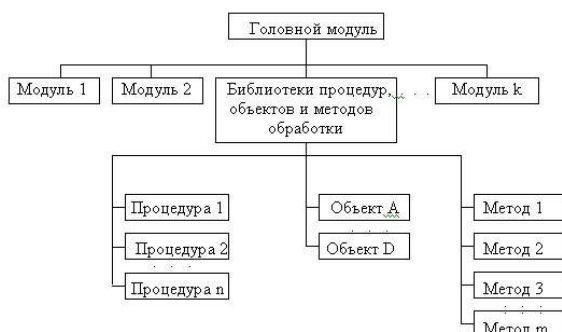 Головной модуль
Модуль 1
Модуль 2
Библиотеки процедур, . . .
объектов и методов
обработки
Модуль k
Процедура 1
Процедура 2
. . .
Процедура n
Объект А
. . .
Объект D
Метод 1
Метод 2
Метод 3
. . .
Метод m